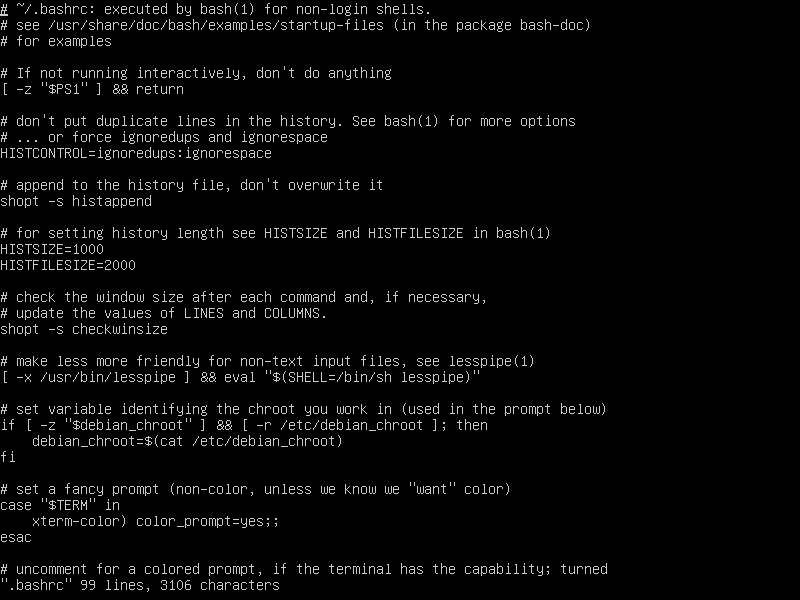 # ~/.bashrc: executed by bash(1) for non-login shells.
# see /usr/share/doc/bash/examples/startup-files (in the package bash-doc)
# for examples

# If not running interactively, don't do anything
[ -z "$PS1" ] && return

# don't put duplicate lines in the history. See bash(1) for more options
# ... or force ignoredups and ignorespace
HISTCONTROL=ignoredups:ignorespace

# append to the history file, don't overwrite it
shopt -s histappend

# for setting history length see HISTSIZE and HISTFILESIZE in bash(1)
HISTSIZE=1000
HISTFILESIZE=2000

# check the window size after each command and, if necessary,
# update the values of LINES and COLUMNS.
shopt -s checkwinsize

# make less more friendly for non-text input files, see lesspipe(1)
[ -x /usr/bin/lesspipe ] && eval "$(SHELL=/bin/sh lesspipe)"

# set variable identifying the chroot you work in (used in the prompt below)
if [ -z "$debian_chroot" ] && [ -r /etc/debian_chroot ]; then
    debian_chroot=$(cat /etc/debian_chroot)
fi

# set a fancy prompt (non-color, unless we know we "want" color)
case "$TERM" in
    xterm-color) color_prompt=yes;;
esac

# uncomment for a colored prompt, if the terminal has the capability; turned
".bashrc" 99 lines, 3106 characters